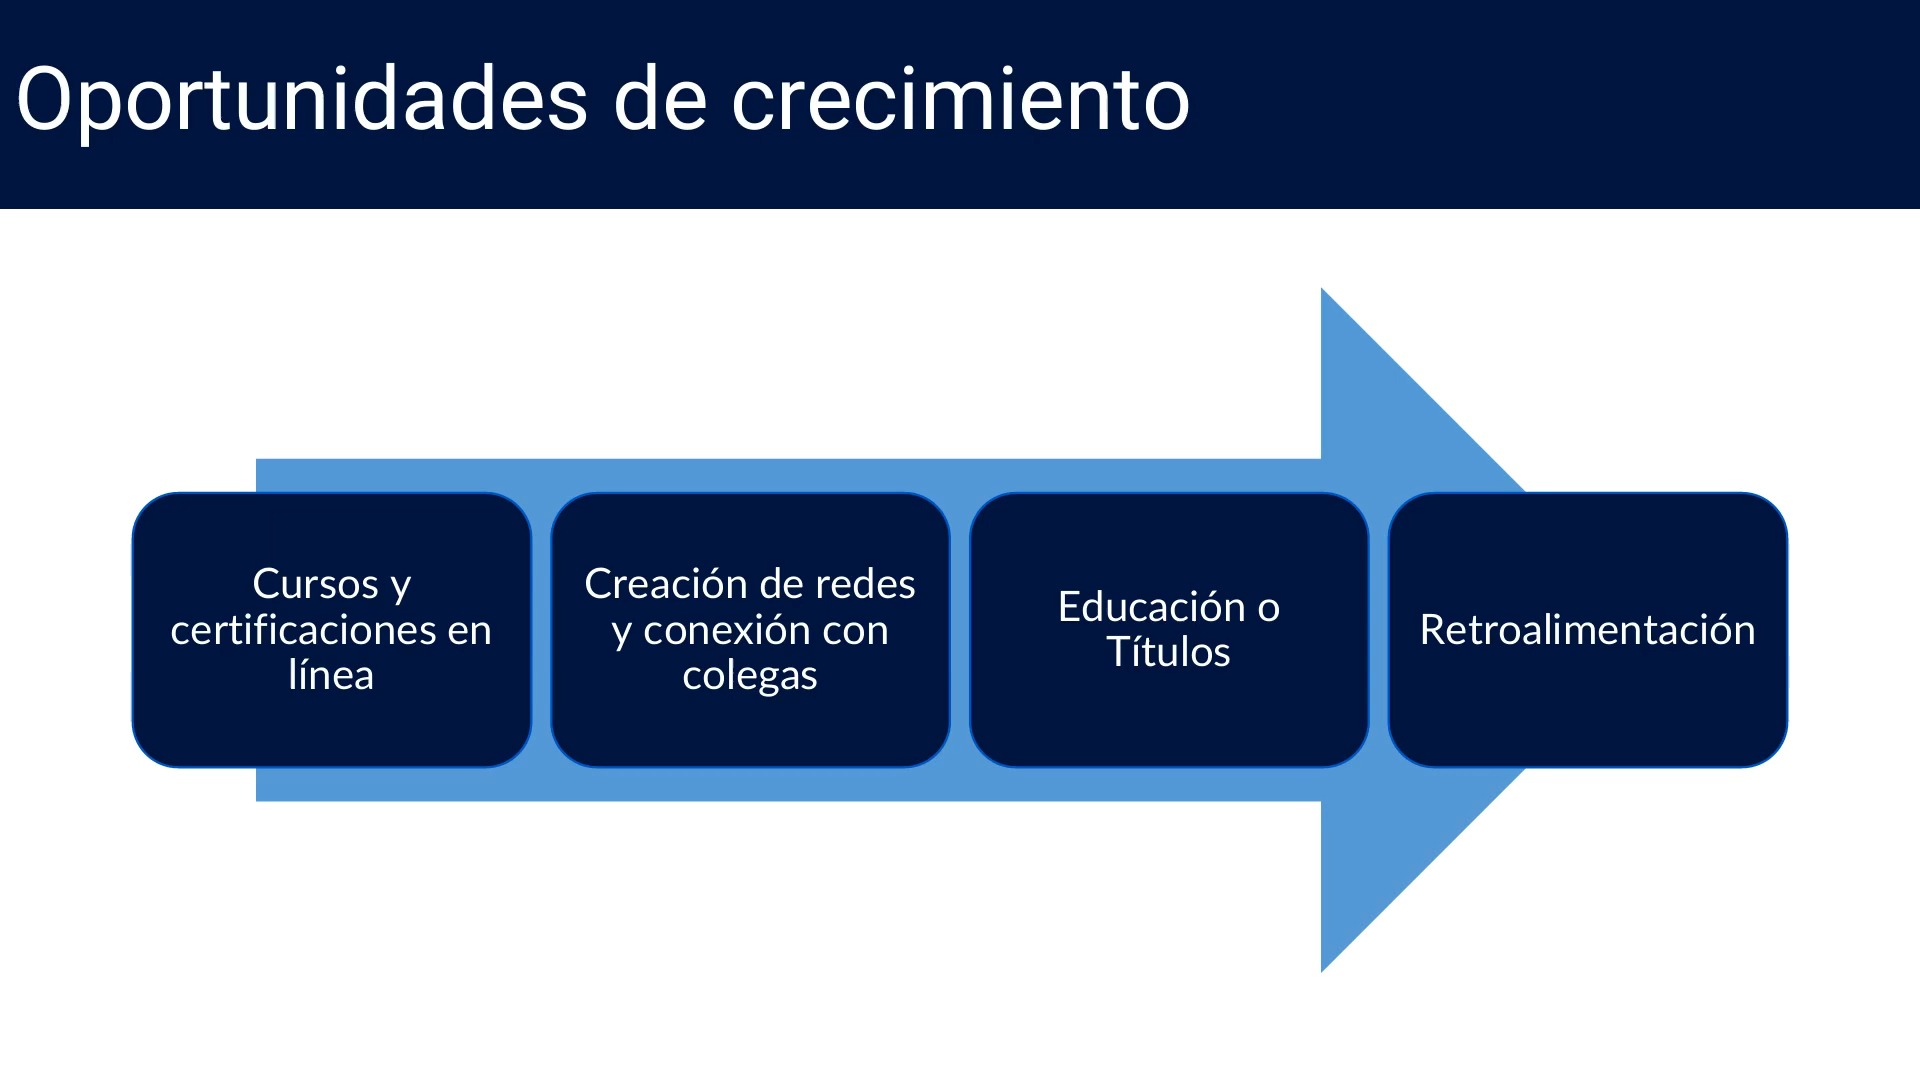 Oportunidades de crecimiento
Cursos y
certificaciones en
línea
Creación de redes
y conexión con
colegas
Educación o
Títulos
Retroalimentación